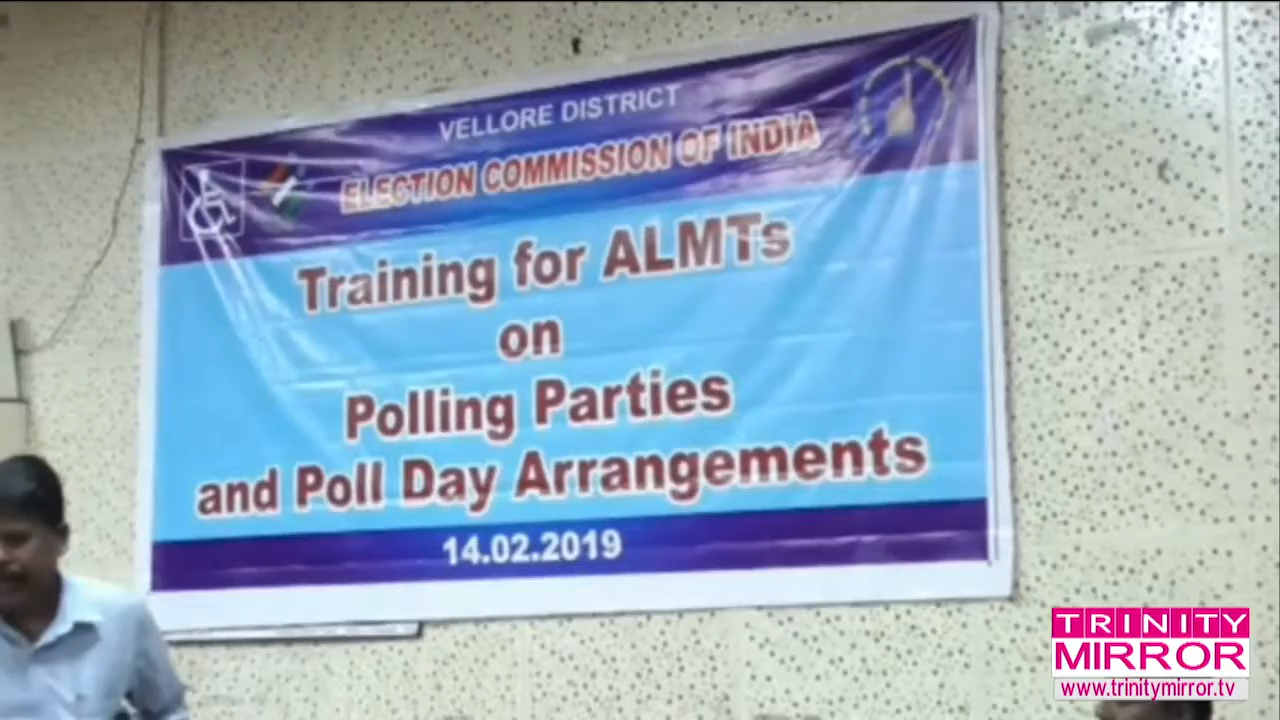 VELLORE DISTRICT
ELECTION COMMISSION OF INDIA
Training for ALMTs
on
Polling Parties
and Poll Day Arrangements
14.02.2019
TRINITY
MIRROR
www.trinitymirror.tv